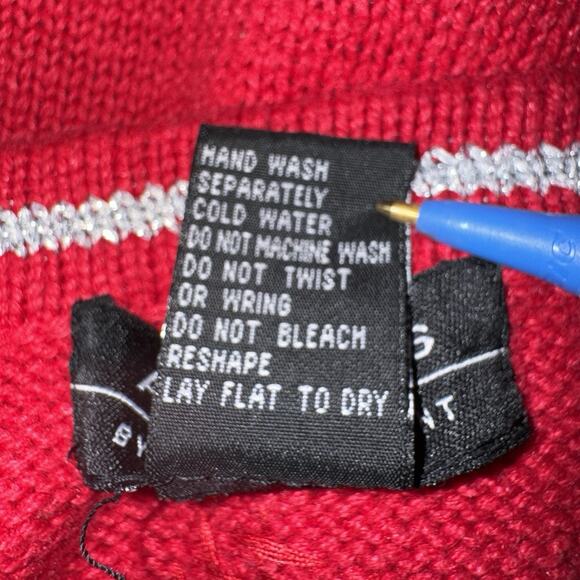 HAND WASH
SEPARATELY
COLD WATER
DO NOT MACHINE WASH
DO NOT TWIST
OR WRING
DO NOT BLEACH
RESHAPE
LAY FLAT TO DRY
BY